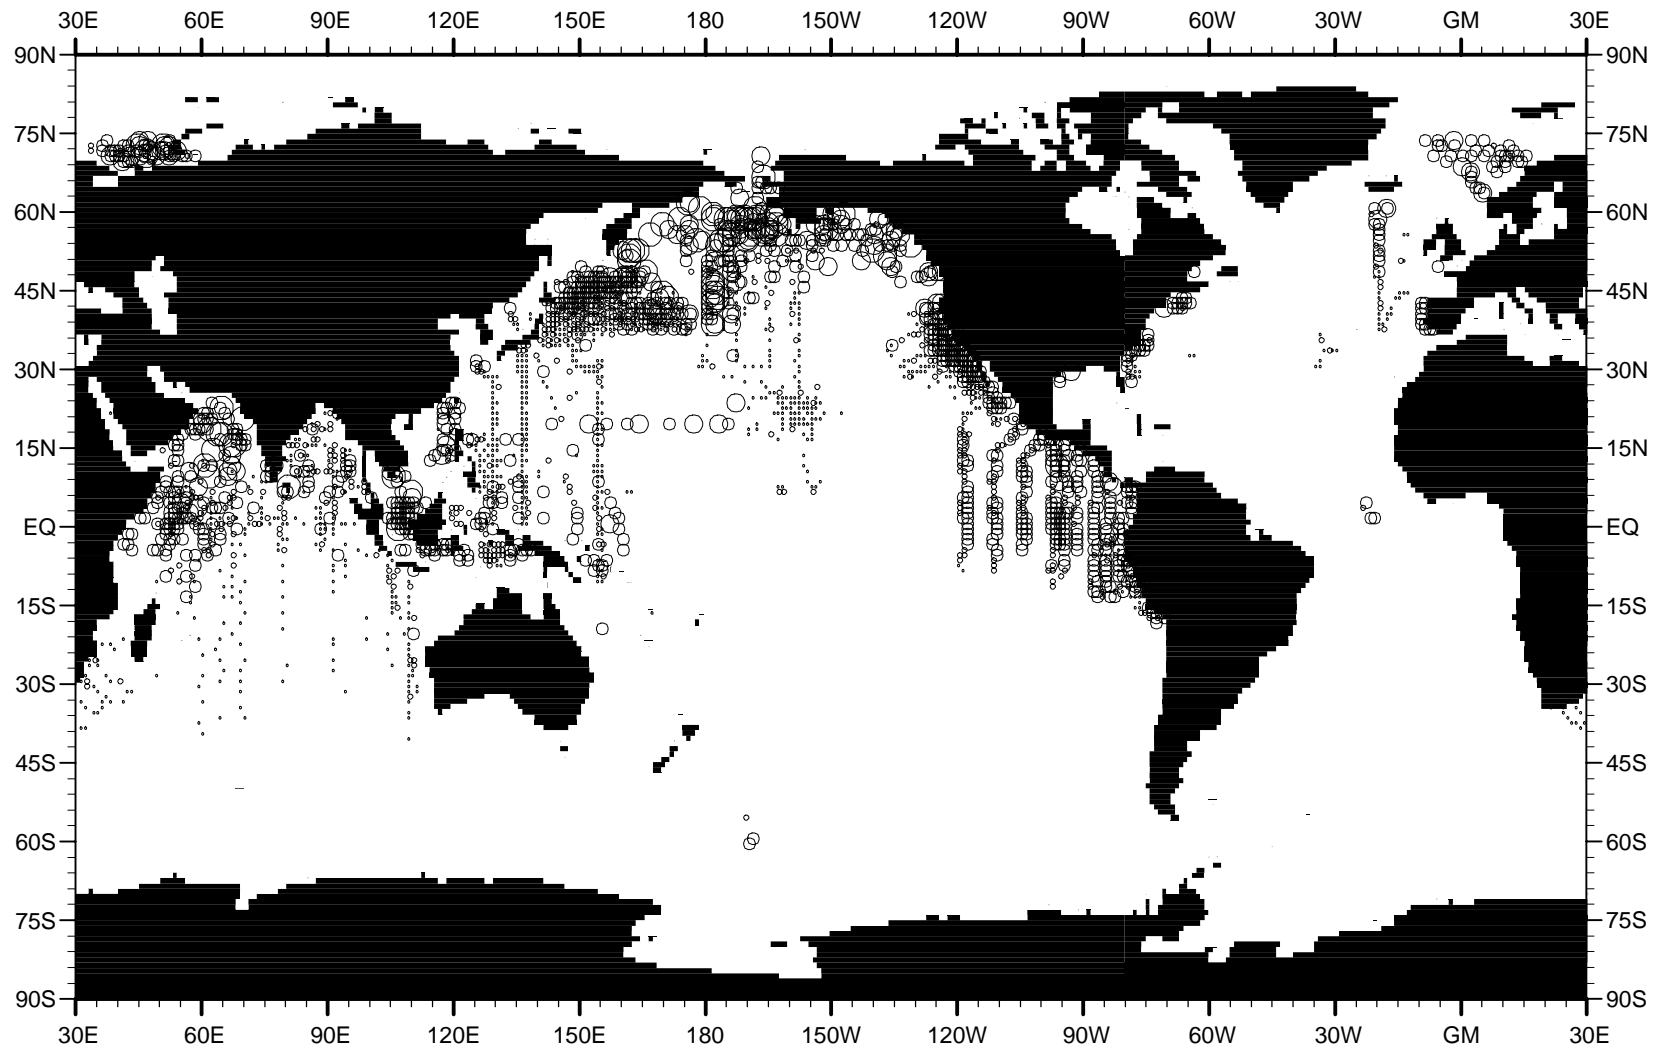 30E 60E 90E 120E 150E 180 150W 120W 90W 60W 30W GM 30E
90N 90N
75N 75N
60N 60N
45N 45N
30N 30N
15N 15N
EQ EQ
15S 15S
30S 30S
45S 45S
60S 60S
75S 75S
90S 90S
30E 60E 90E 120E 150E 180 150W 120W 90W 60W 30W GM 30E